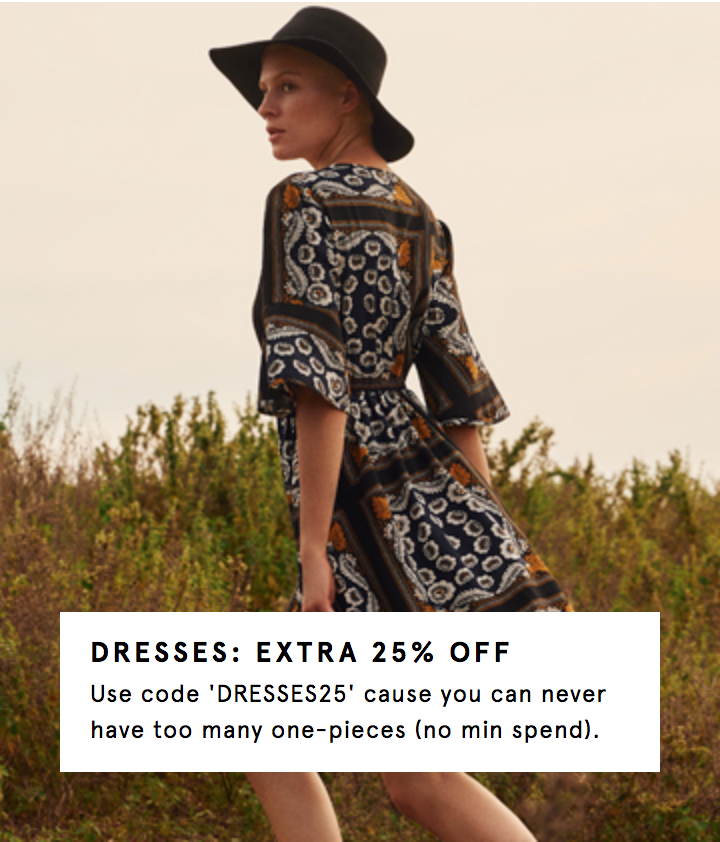 DRESSES: EXTRA 25% OFF
Use code 'DRESSES25' cause you can never
have too many one-pieces (no min spend).